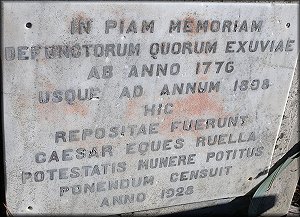 IN PIAM MEMORIAM
DEFUNCTORUM QUORUM EXUVIAE
AB ANNO 1776
USQUE AD ANNUM 1898
HIC
REPOSITAE FUERUNT
CAESAR EQUES RUELLA
POTESTATIS MUNERE POTITUS
PONENDUM CENSUIT
ANNO 1928